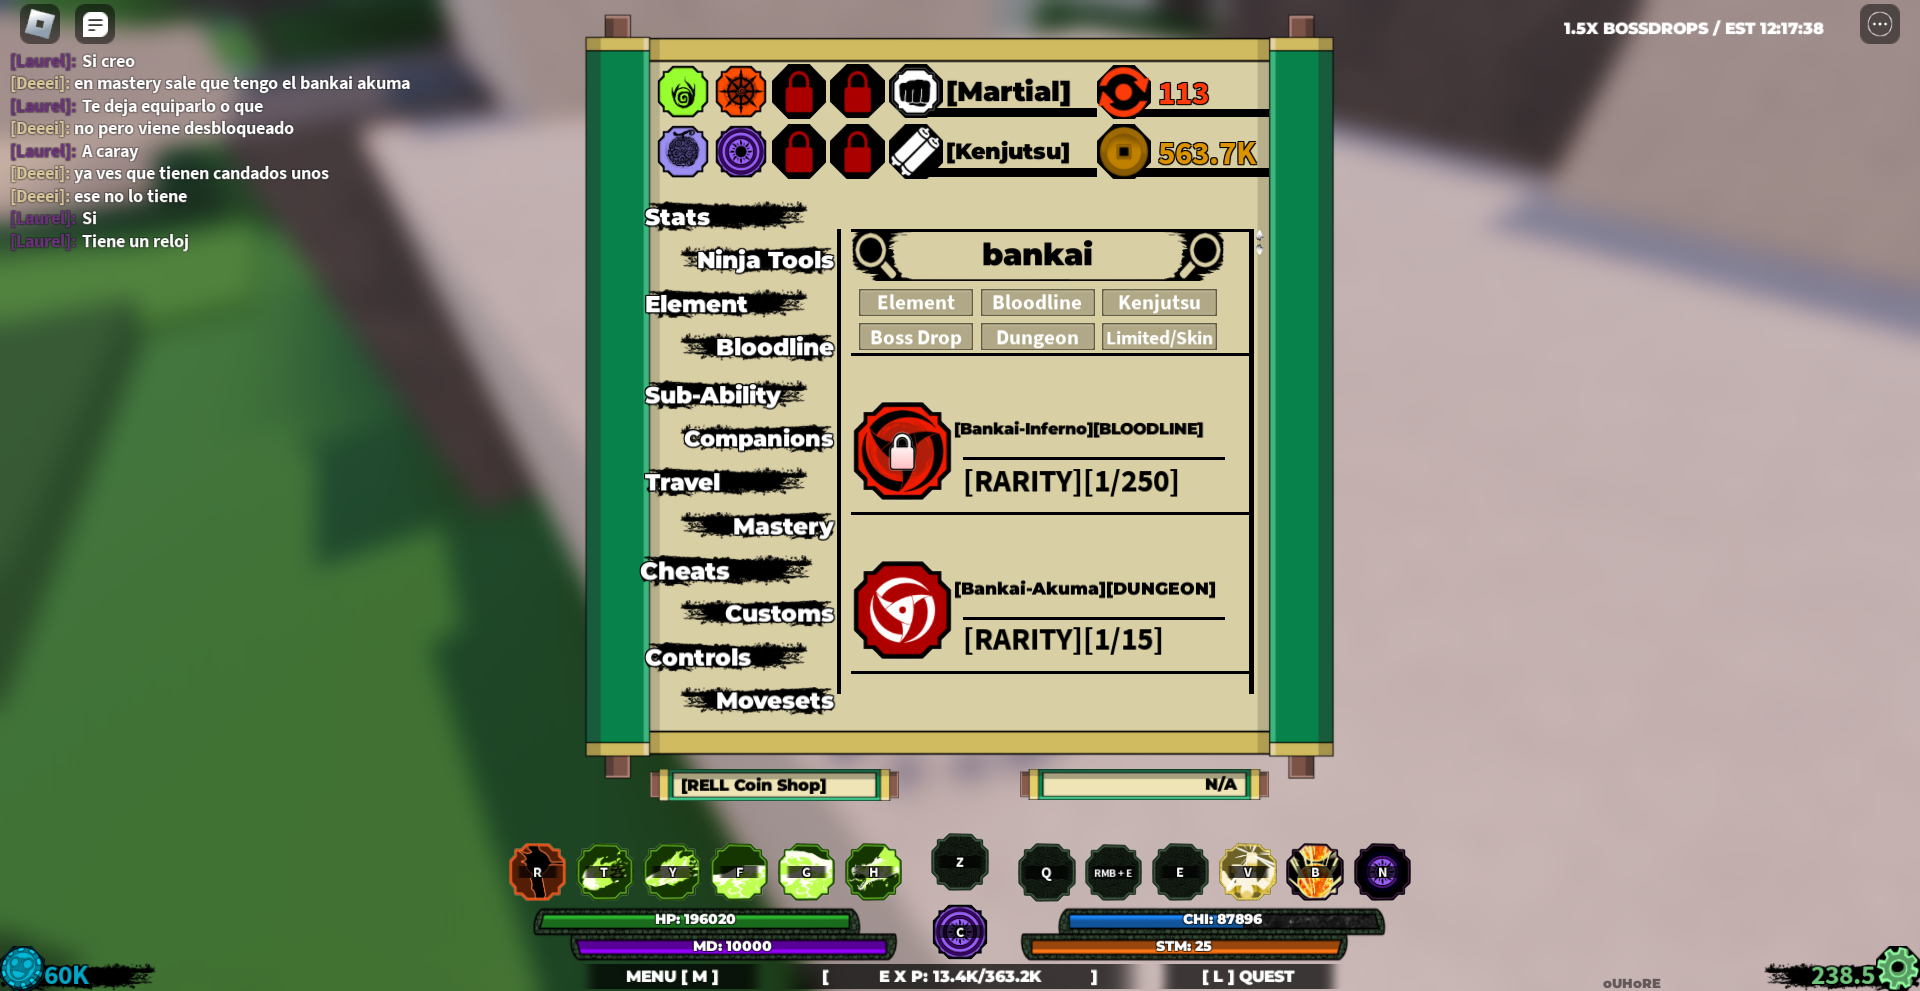 [Laurel]: Si creo
[Deeei]: en mastery sale que tengo el bankai akuma
[Laurel]: Te deja equiparlo o que
[Deeei]: no pero viene desbloqueado
[Laurel]: A caray
[Deeei]: ya ves que tienen candados unos
[Deeei]: ese no lo tiene
[Laurel]: Si
[Laurel]: Tiene un reloj
1.5X BOSSDROPS / EST 12:17:38
[Martial]
113
[Kenjutsu]
563.7K
Stats
Ninja Tools
Element
Bloodline
Sub-Ability
Companions
Travel
Mastery
Cheats
Customs
Controls
Movesets
bankai
Element Bloodline Kenjutsu
Boss Drop Dungeon Limited/Skin
[Bankai-Inferno][BLOODLINE]
[RARITY][1/250]
[Bankai-Akuma][DUNGEON]
[RARITY][1/15]
[RELL Coin Shop]
N/A
R T Y F G H Z Q RMB + E E V B N
HP: 196020
CHI: 87896
C
MD: 10000
STM: 25
60K
MENU [ M ]
[ E X P: 13.4K/363.2K ]
[ L ] QUEST
oUHoRE
238.5